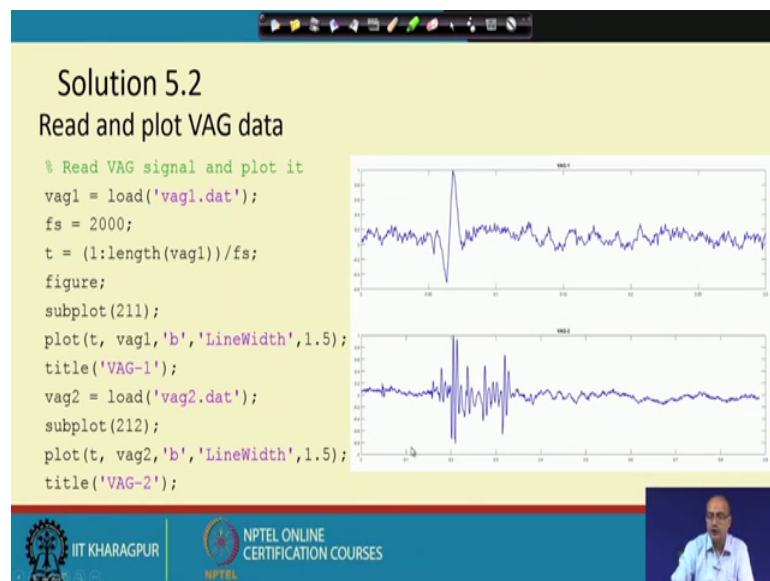 Solution 5.2
Read and plot VAG data
% Read VAG signal and plot it
vag1 = load('vag1.dat');
fs = 2000;
t = (1:length(vag1))/fs;
figure;
subplot(211);
plot(t, vag1,'b','LineWidth',1.5);
title('VAG-1');
vag2 = load('vag2.dat');
subplot(212);
plot(t, vag2,'b','LineWidth',1.5);
title('VAG-2');
VAG-1
VAG-2
IIT KHARAGPUR
NPTEL
NPTEL ONLINE
CERTIFICATION COURSES